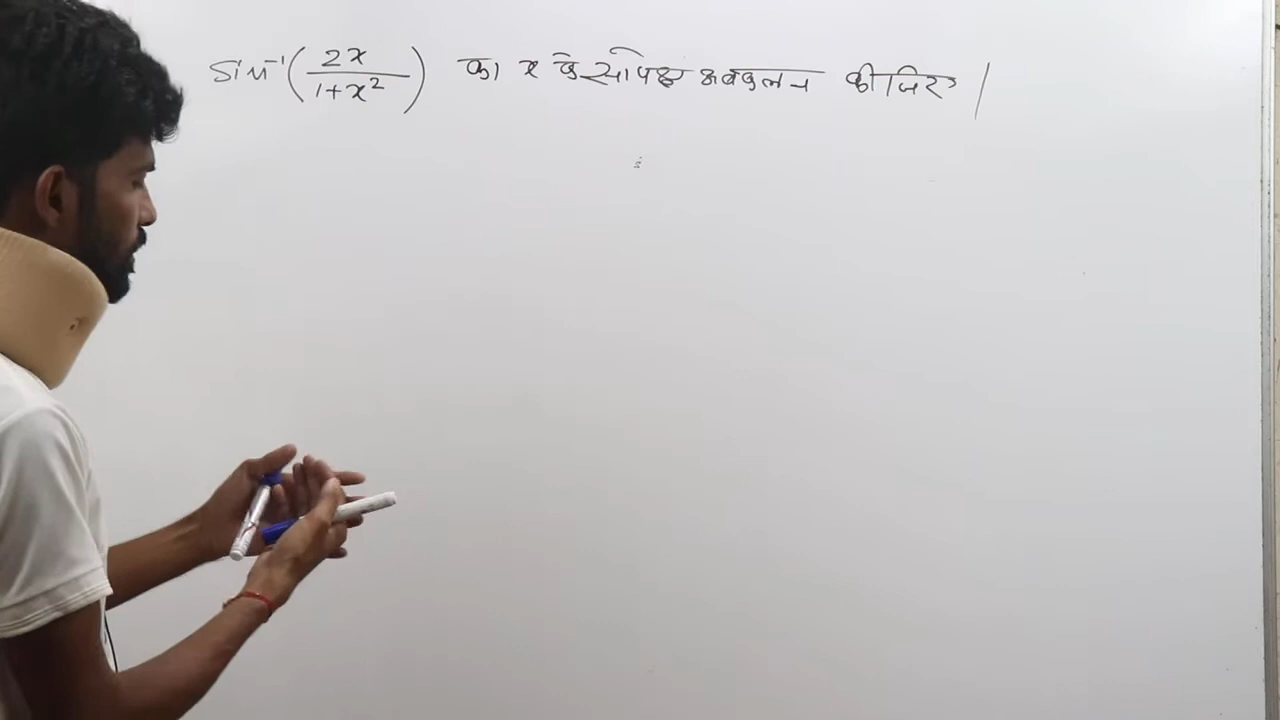 sin⁻¹(2x/1+x²) का x के सापेक्ष अवकलन कीजिए।